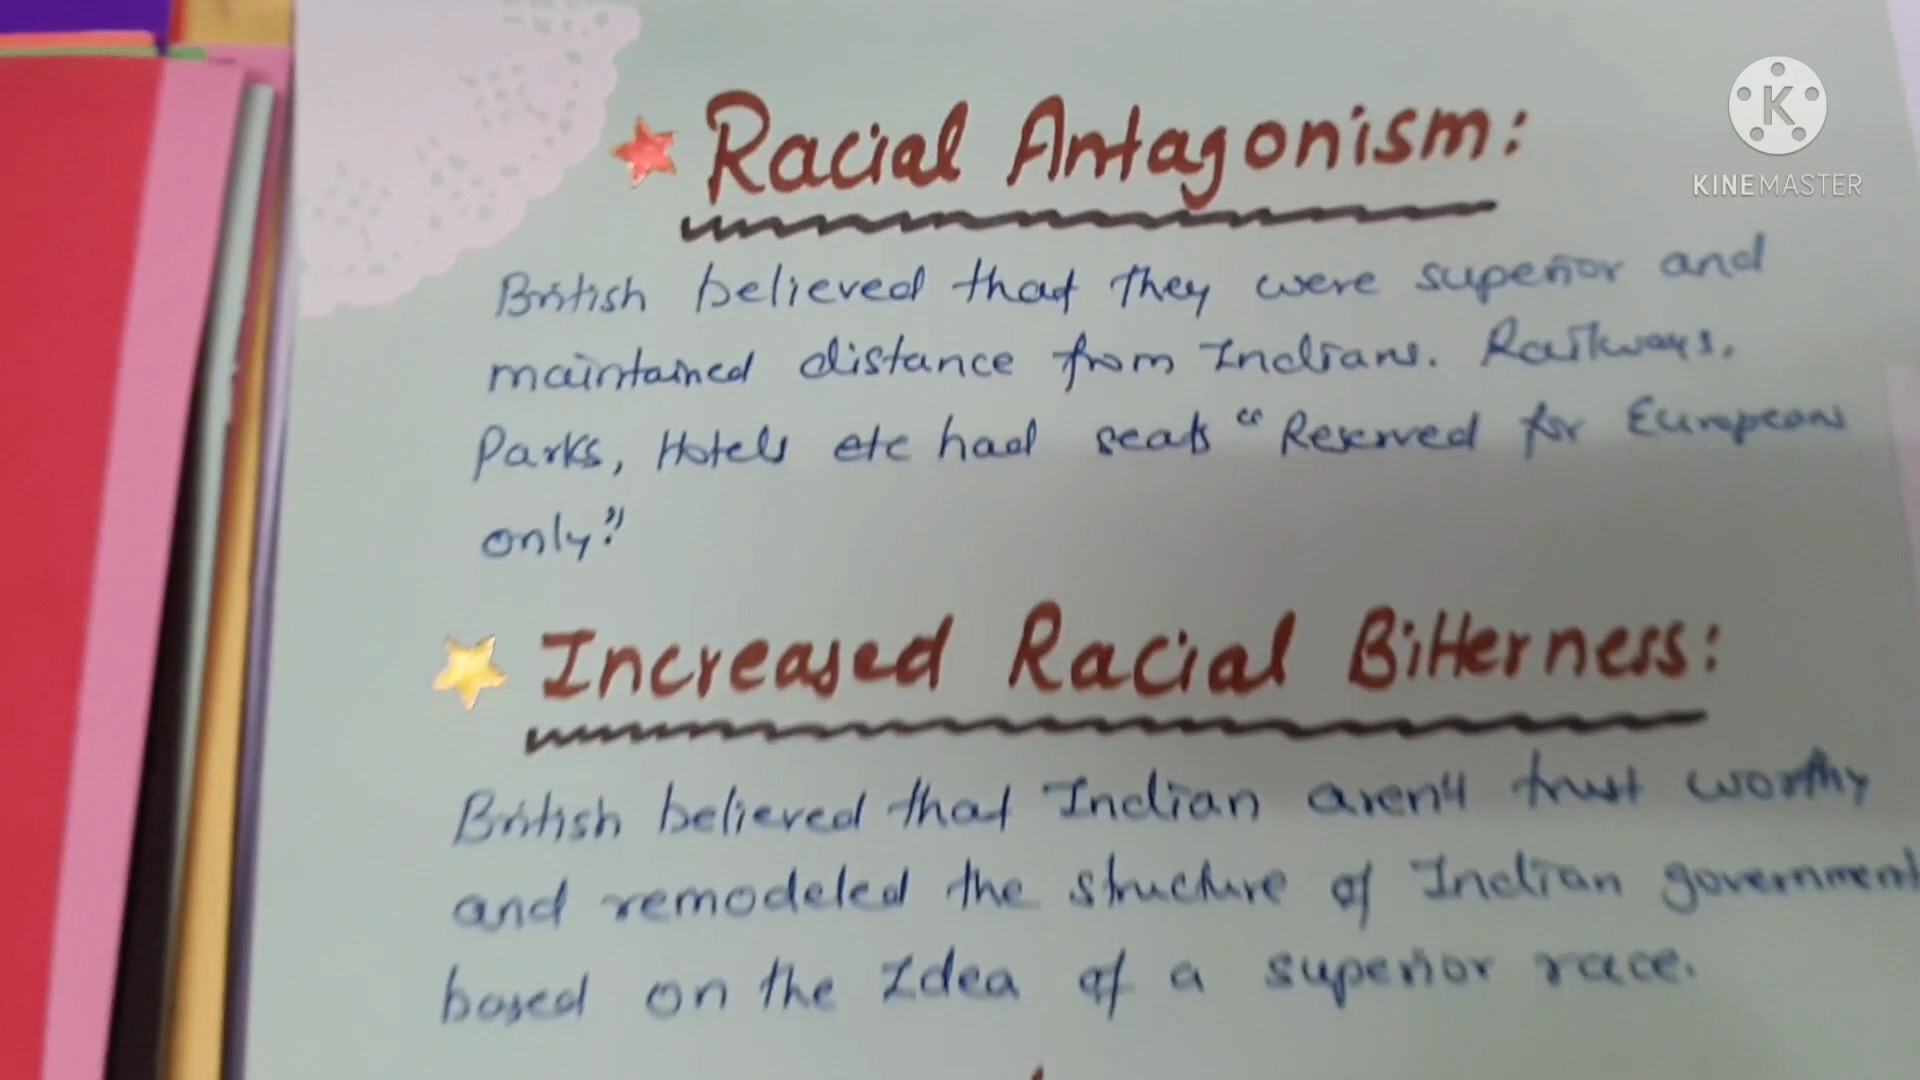 Racial Antagonism:
KINEMASTER
British believed that they were superior and
maintained distance from Indians. Railways,
Parks, Hotels etc had seats "Reserved for Europeans
only."
Increased Racial Bitterness:
British believed that Indian aren't trust worthy
and remodeled the structure of Indian government
based on the Idea of a superior race.